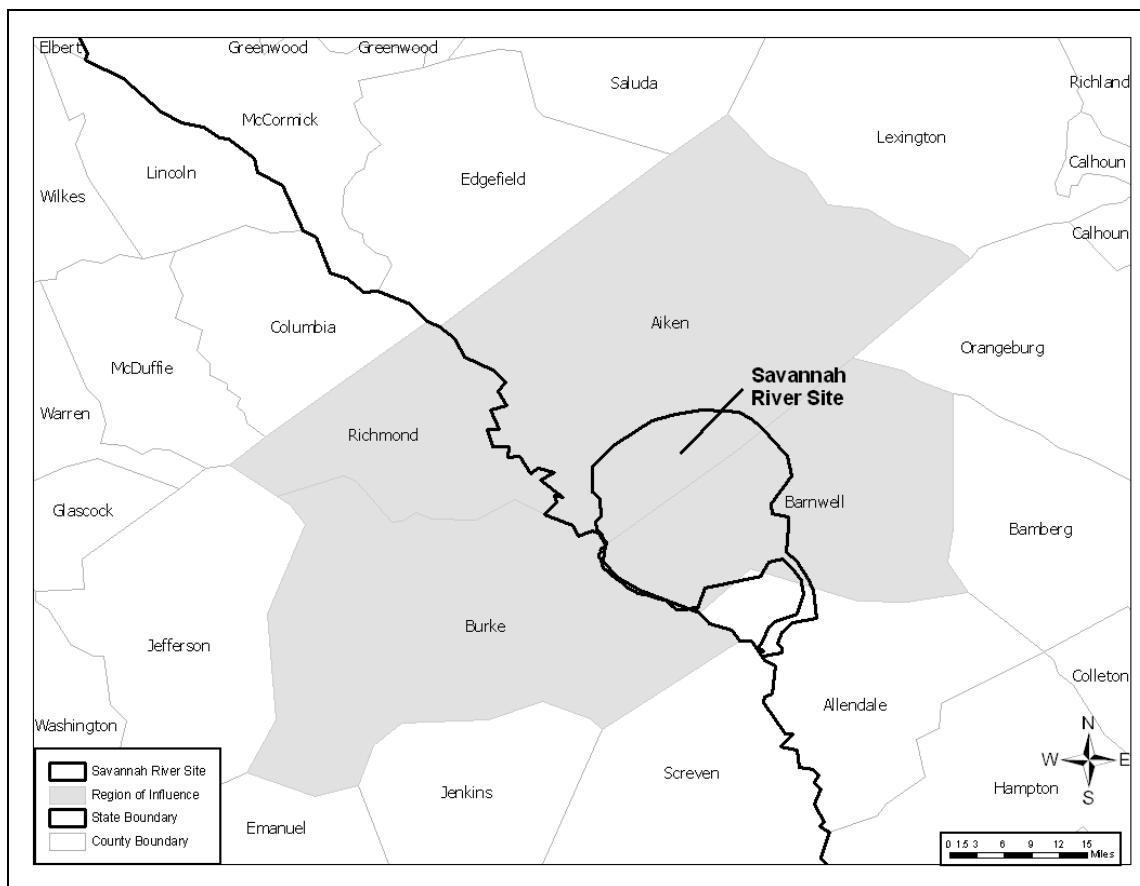 Elbert
Greenwood
Greenwood
Saluda
Richland
McCormick
Lexington
Calhoun
Lincoln
Edgefield
Wilkes
Calhoun
Columbia
Aiken
Orangeburg
McDuffie
Savannah
River Site
Warren
Richmond
Glascock
Barnwell
Bamberg
Burke
Jefferson
Colleton
Allendale
Washington
N
W
E
S
Screven
Savannah River Site
Region of Influence
State Boundary
County Boundary
Jenkins
Hampton
Emanuel
0 1.5 3 6 9 12 15
Miles